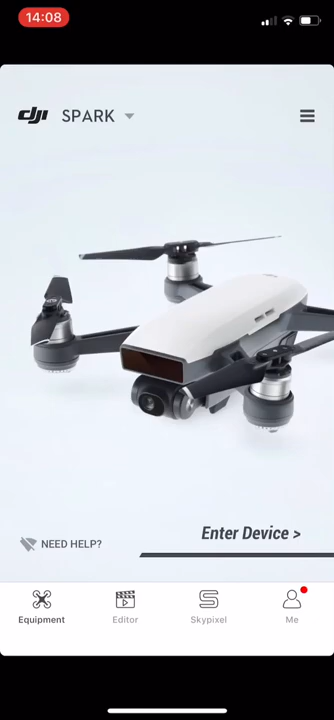 14:08
dji SPARK
NEED HELP?
Enter Device >
Equipment
Editor
Skypixel
Me